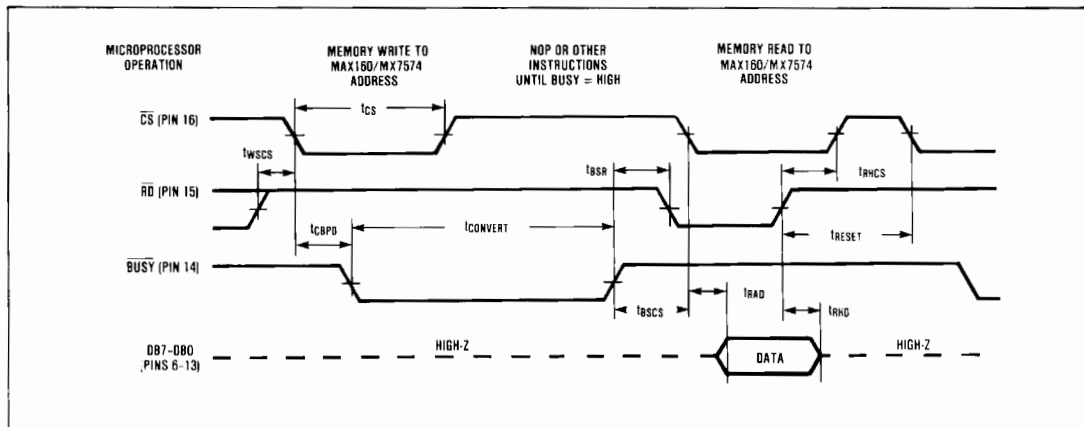 MICROPROCESSOR
OPERATION
MEMORY WRITE TO
MAX160/MX7574
ADDRESS
NOP OR OTHER
INSTRUCTIONS
UNTIL BUSY = HIGH
MEMORY READ TO
MAX160/MX7574
ADDRESS
CS (PIN 16)
tCS
tWSCS
tBSR
tRHCS
RD (PIN 15)
tCBPD
tCONVERT
tRESET
BUSY (PIN 14)
tBSCS
tRAD
tRHD
DB7-DB0
(PINS 6-13)
HIGH-Z
DATA
HIGH-Z